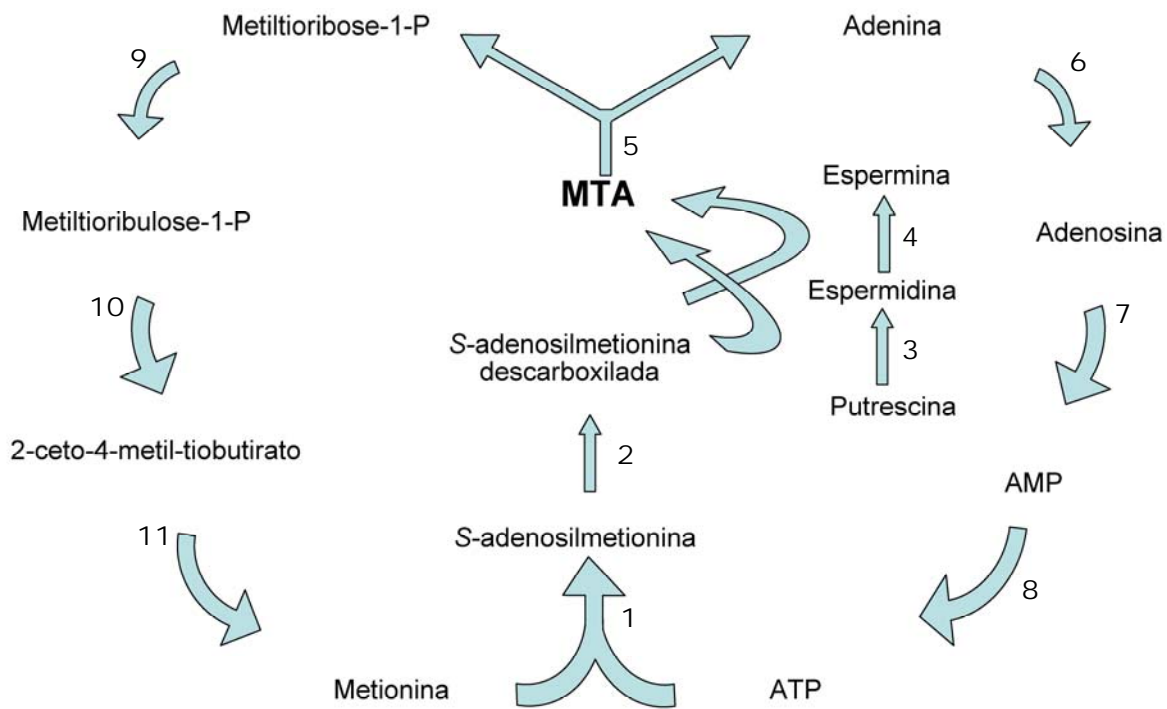 Metiltioribose-1-P
Adenina
9
6
5
MTA
Espermina
Metiltioribulose-1-P
4
Adenosina
10
Espermidina
7
S-adenosilmetionina
descarboxilada
3
Putrescina
2-ceto-4-metil-tiobutirato
2
AMP
11
S-adenosilmetionina
8
1
Metionina
ATP